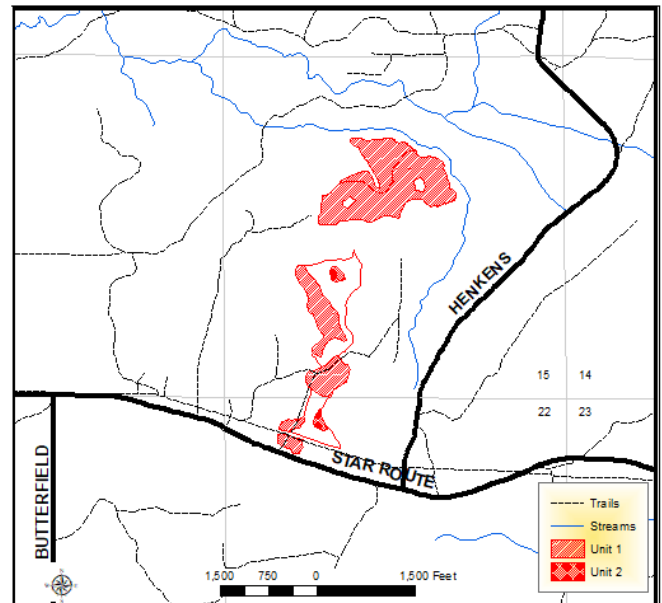 HENKENS
15 14
22 23
STAR ROUTE
BUTTERFIELD
Trails
Streams
Unit 1
Unit 2
1,500 750 0 1,500 Feet